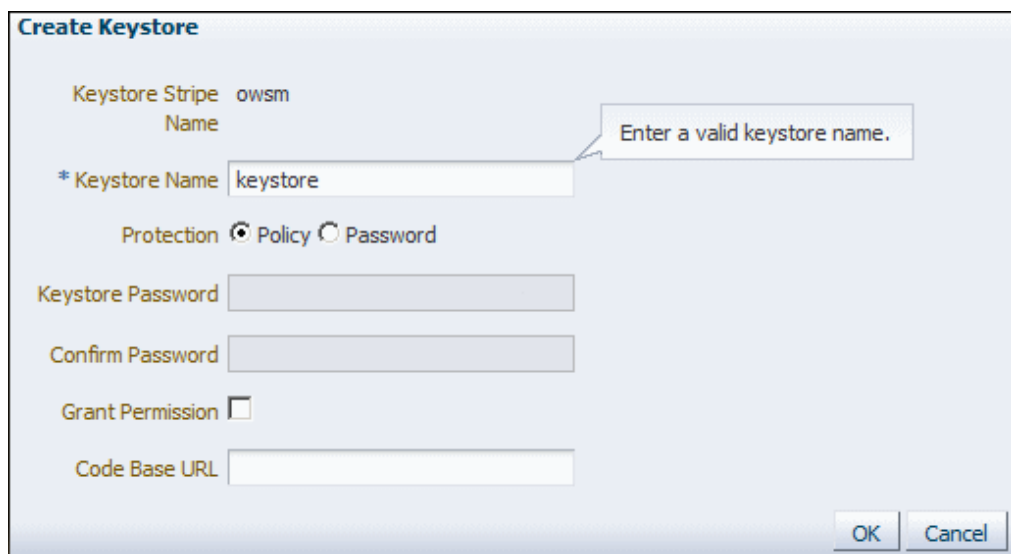 Create Keystore
Keystore Stripe owsm
Name
Enter a valid keystore name.
* Keystore Name keystore
Protection Policy Password
Keystore Password
Confirm Password
Grant Permission
Code Base URL
OK Cancel